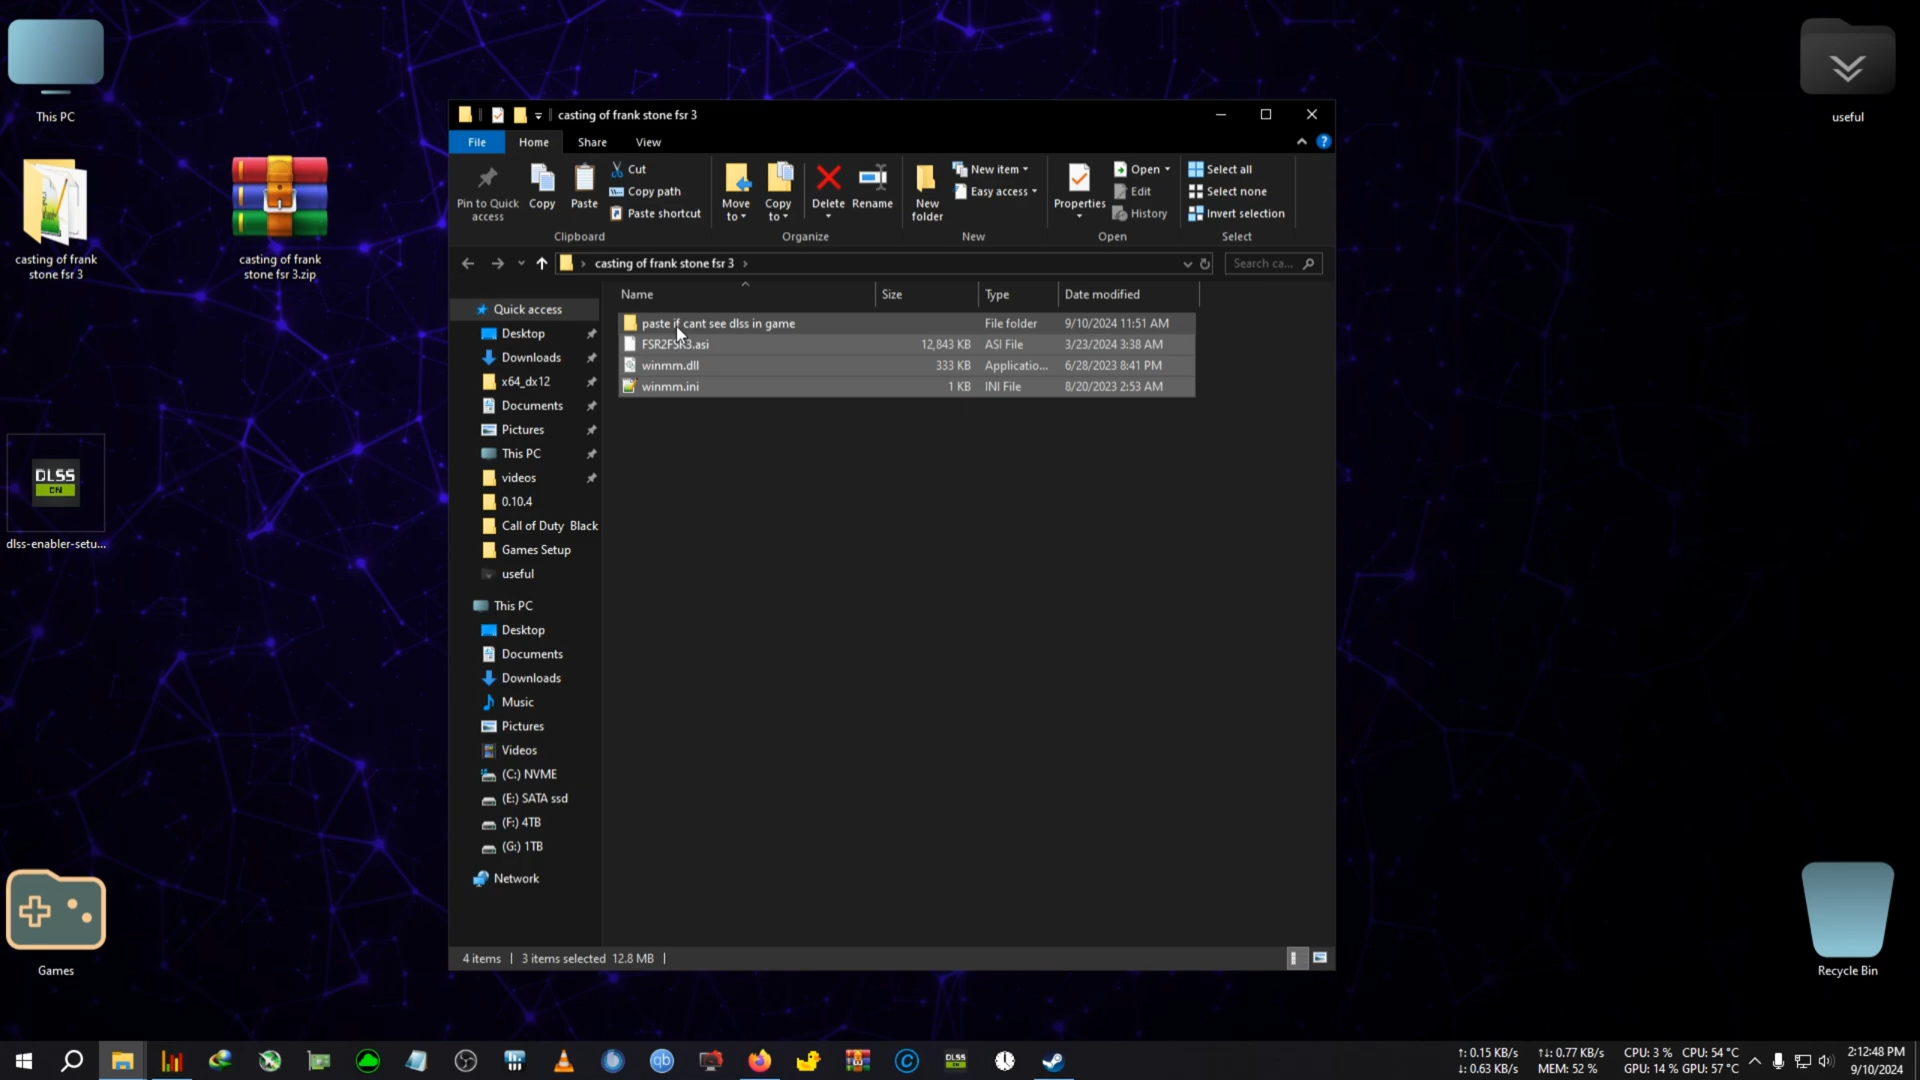 This PC
casting of frank
stone fsr 3
casting of frank
stone fsr 3.zip
DLSS
EN
dlss-enabler-setu...
Games
useful
Recycle Bin
casting of frank stone fsr 3
File
Home
Share
View
Pin to Quick
access
Copy
Paste
Cut
Copy path
Paste shortcut
Clipboard
Move
to
Copy
to
Delete
Rename
Organize
New
folder
New item
Easy access
New
Properties
Open
Edit
History
Open
Select all
Select none
Invert selection
Select
casting of frank stone fsr 3
Search ca...
Name
Size
Type
Date modified
paste if cant see dlss in game File folder 9/10/2024 11:51 AM
FSR2FSR3.asi 12,843 KB ASI File 3/23/2024 3:38 AM
winmm.dll 333 KB Applicatio... 6/28/2023 8:41 PM
winmm.ini 1 KB INI File 8/20/2023 2:53 AM
Quick access
Desktop
Downloads
x64_dx12
Documents
Pictures
This PC
videos
0.10.4
Call of Duty Black
Games Setup
useful
This PC
Desktop
Documents
Downloads
Music
Pictures
Videos
(C:) NVME
(E:) SATA ssd
(F:) 4TB
(G:) 1TB
Network
4 items
3 items selected 12.8 MB
qb
C
DLSS
EN
↑: 0.15 KB/s
↓: 0.63 KB/s
↑↓: 0.77 KB/s
MEM: 52 %
CPU: 3 % CPU: 54 °C
GPU: 14 % GPU: 57 °C
2:12:48 PM
9/10/2024